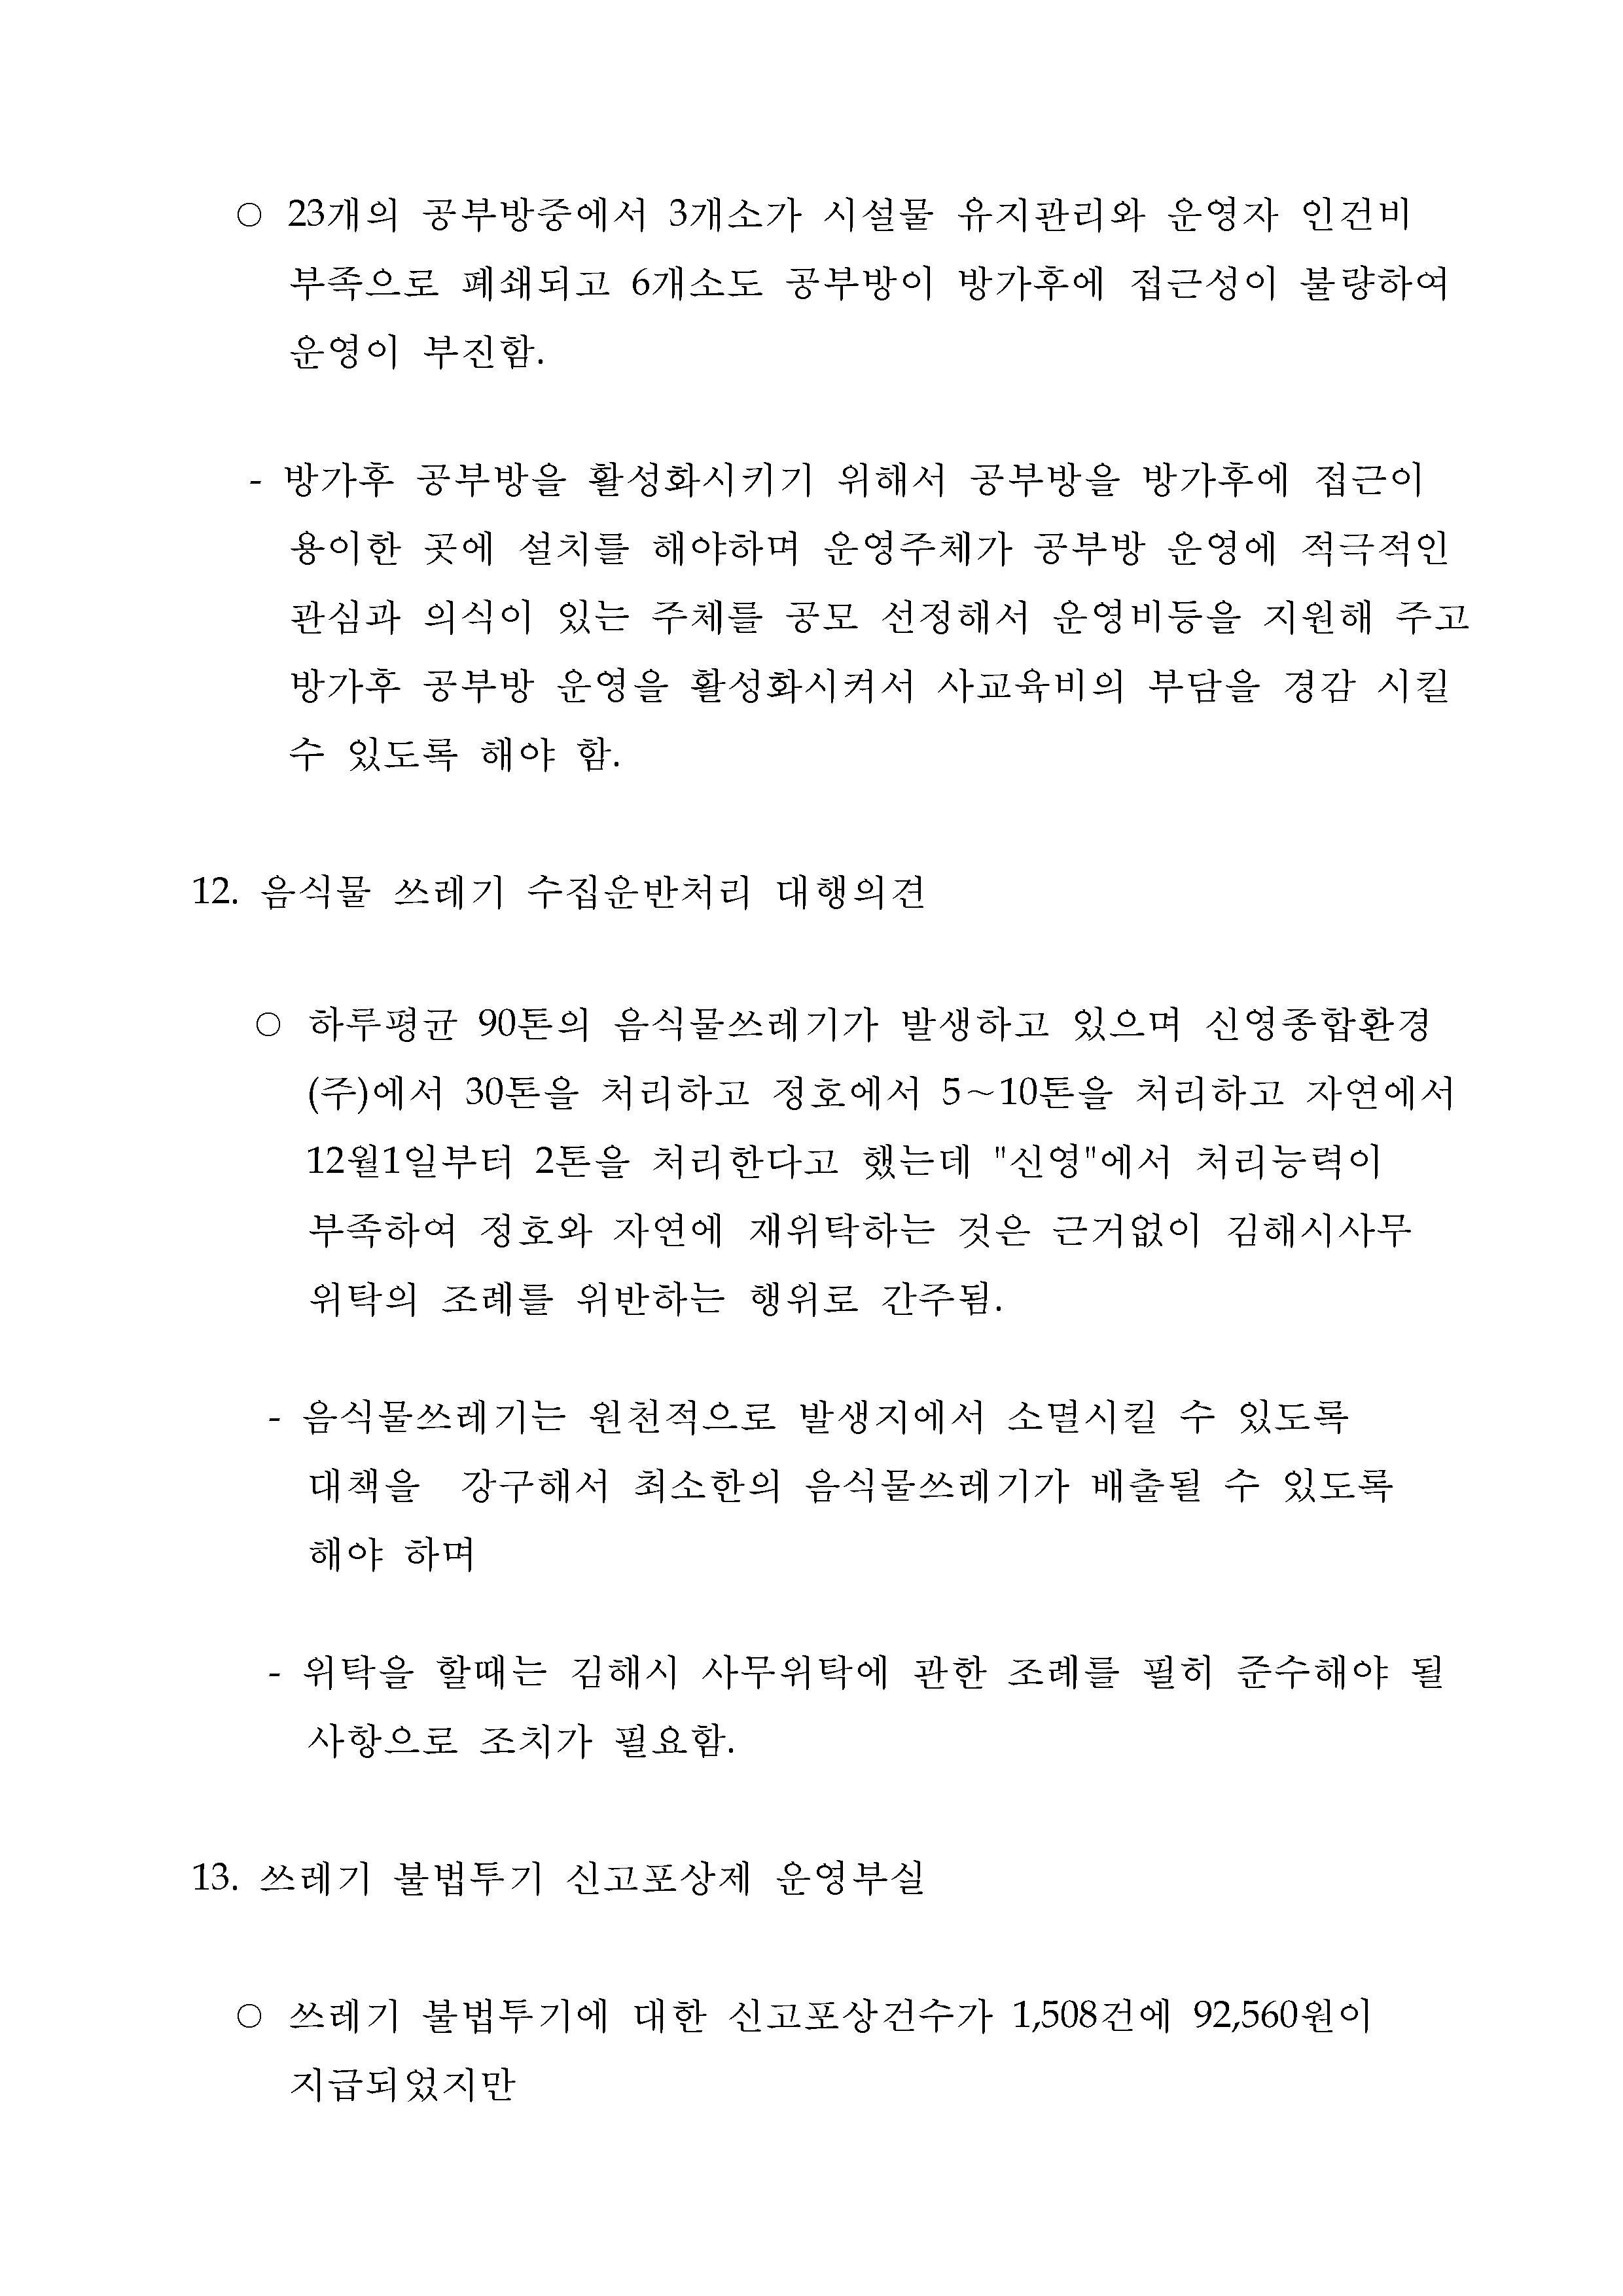 ○ 23개의 공부방중에서 3개소가 시설물 유지관리와 운영자 인건비
부족으로 폐쇄되고 6개소도 공부방이 방가후에 접근성이 불량하여
운영이 부진함.
- 방가후 공부방을 활성화시키기 위해서 공부방을 방가후에 접근이
용이한 곳에 설치를 해야하며 운영주체가 공부방 운영에 적극적인
관심과 의식이 있는 주체를 공모 선정해서 운영비등을 지원해 주고
방가후 공부방 운영을 활성화시켜서 사교육비의 부담을 경감 시킬
수 있도록 해야 함.
12. 음식물 쓰레기 수집운반처리 대행의견
○ 하루평균 90톤의 음식물쓰레기가 발생하고 있으며 신영종합환경
(주)에서 30톤을 처리하고 정호에서 5～10톤을 처리하고 자연에서
12월1일부터 2톤을 처리한다고 했는데 "신영"에서 처리능력이
부족하여 정호와 자연에 재위탁하는 것은 근거없이 김해시사무
위탁의 조례를 위반하는 행위로 간주됨.
- 음식물쓰레기는 원천적으로 발생지에서 소멸시킬 수 있도록
대책을 강구해서 최소한의 음식물쓰레기가 배출될 수 있도록
해야 하며
- 위탁을 할때는 김해시 사무위탁에 관한 조례를 필히 준수해야 될
사항으로 조치가 필요함.
13. 쓰레기 불법투기 신고포상제 운영부실
○ 쓰레기 불법투기에 대한 신고포상건수가 1,508건에 92,560원이
지급되었지만